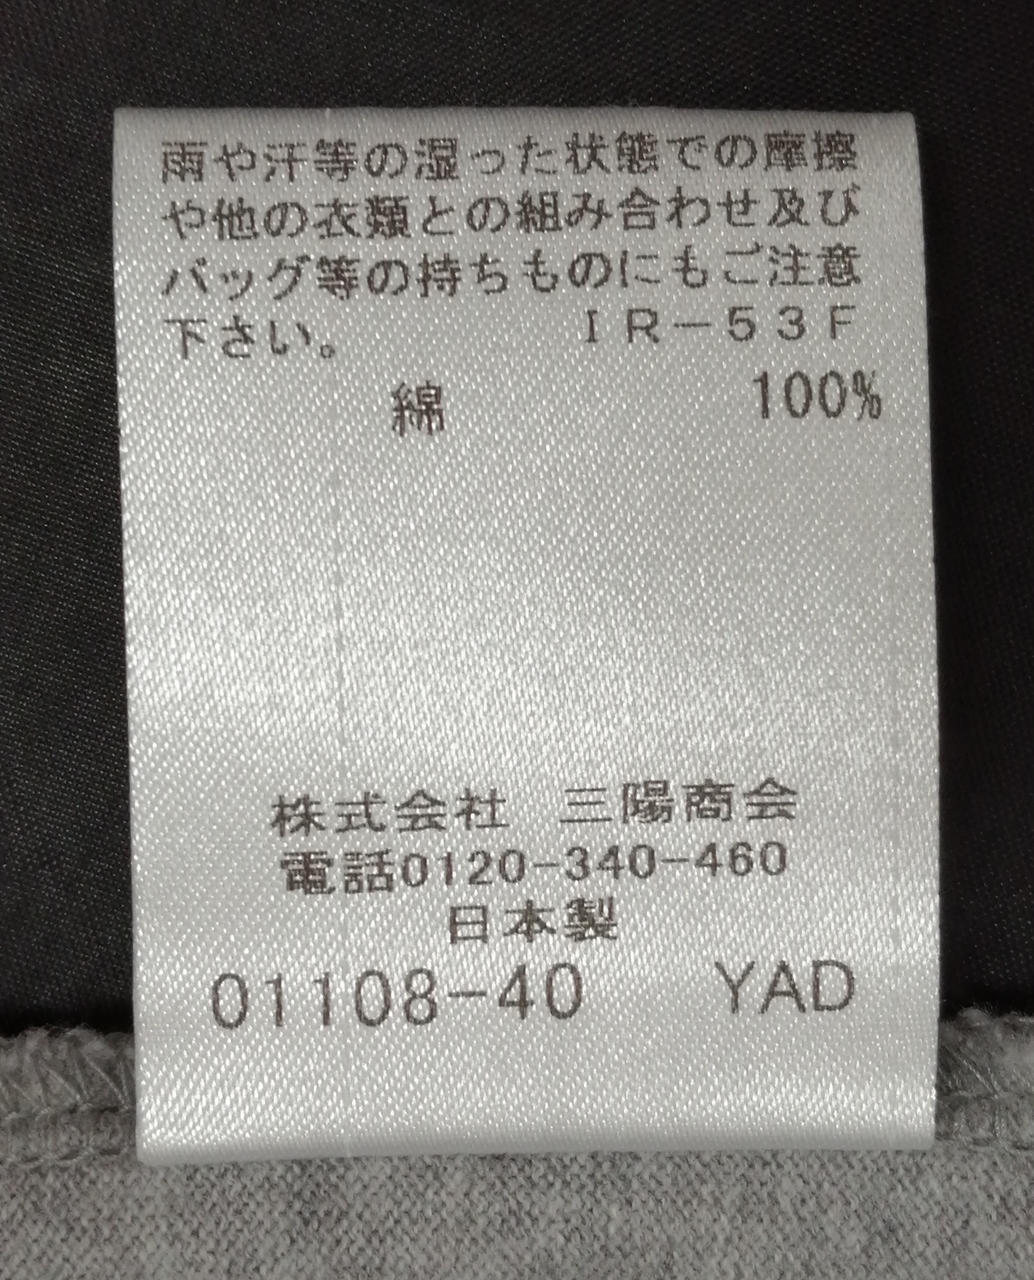 雨や汗等の湿った状態での摩擦
や他の衣類との組み合わせ及び
バッグ等の持ちものにもご注意
下さい。 ＩＲ－５３Ｆ
綿 100%
株式会社 三陽商会
電話0120-340-460
日本製
01108-40 YAD